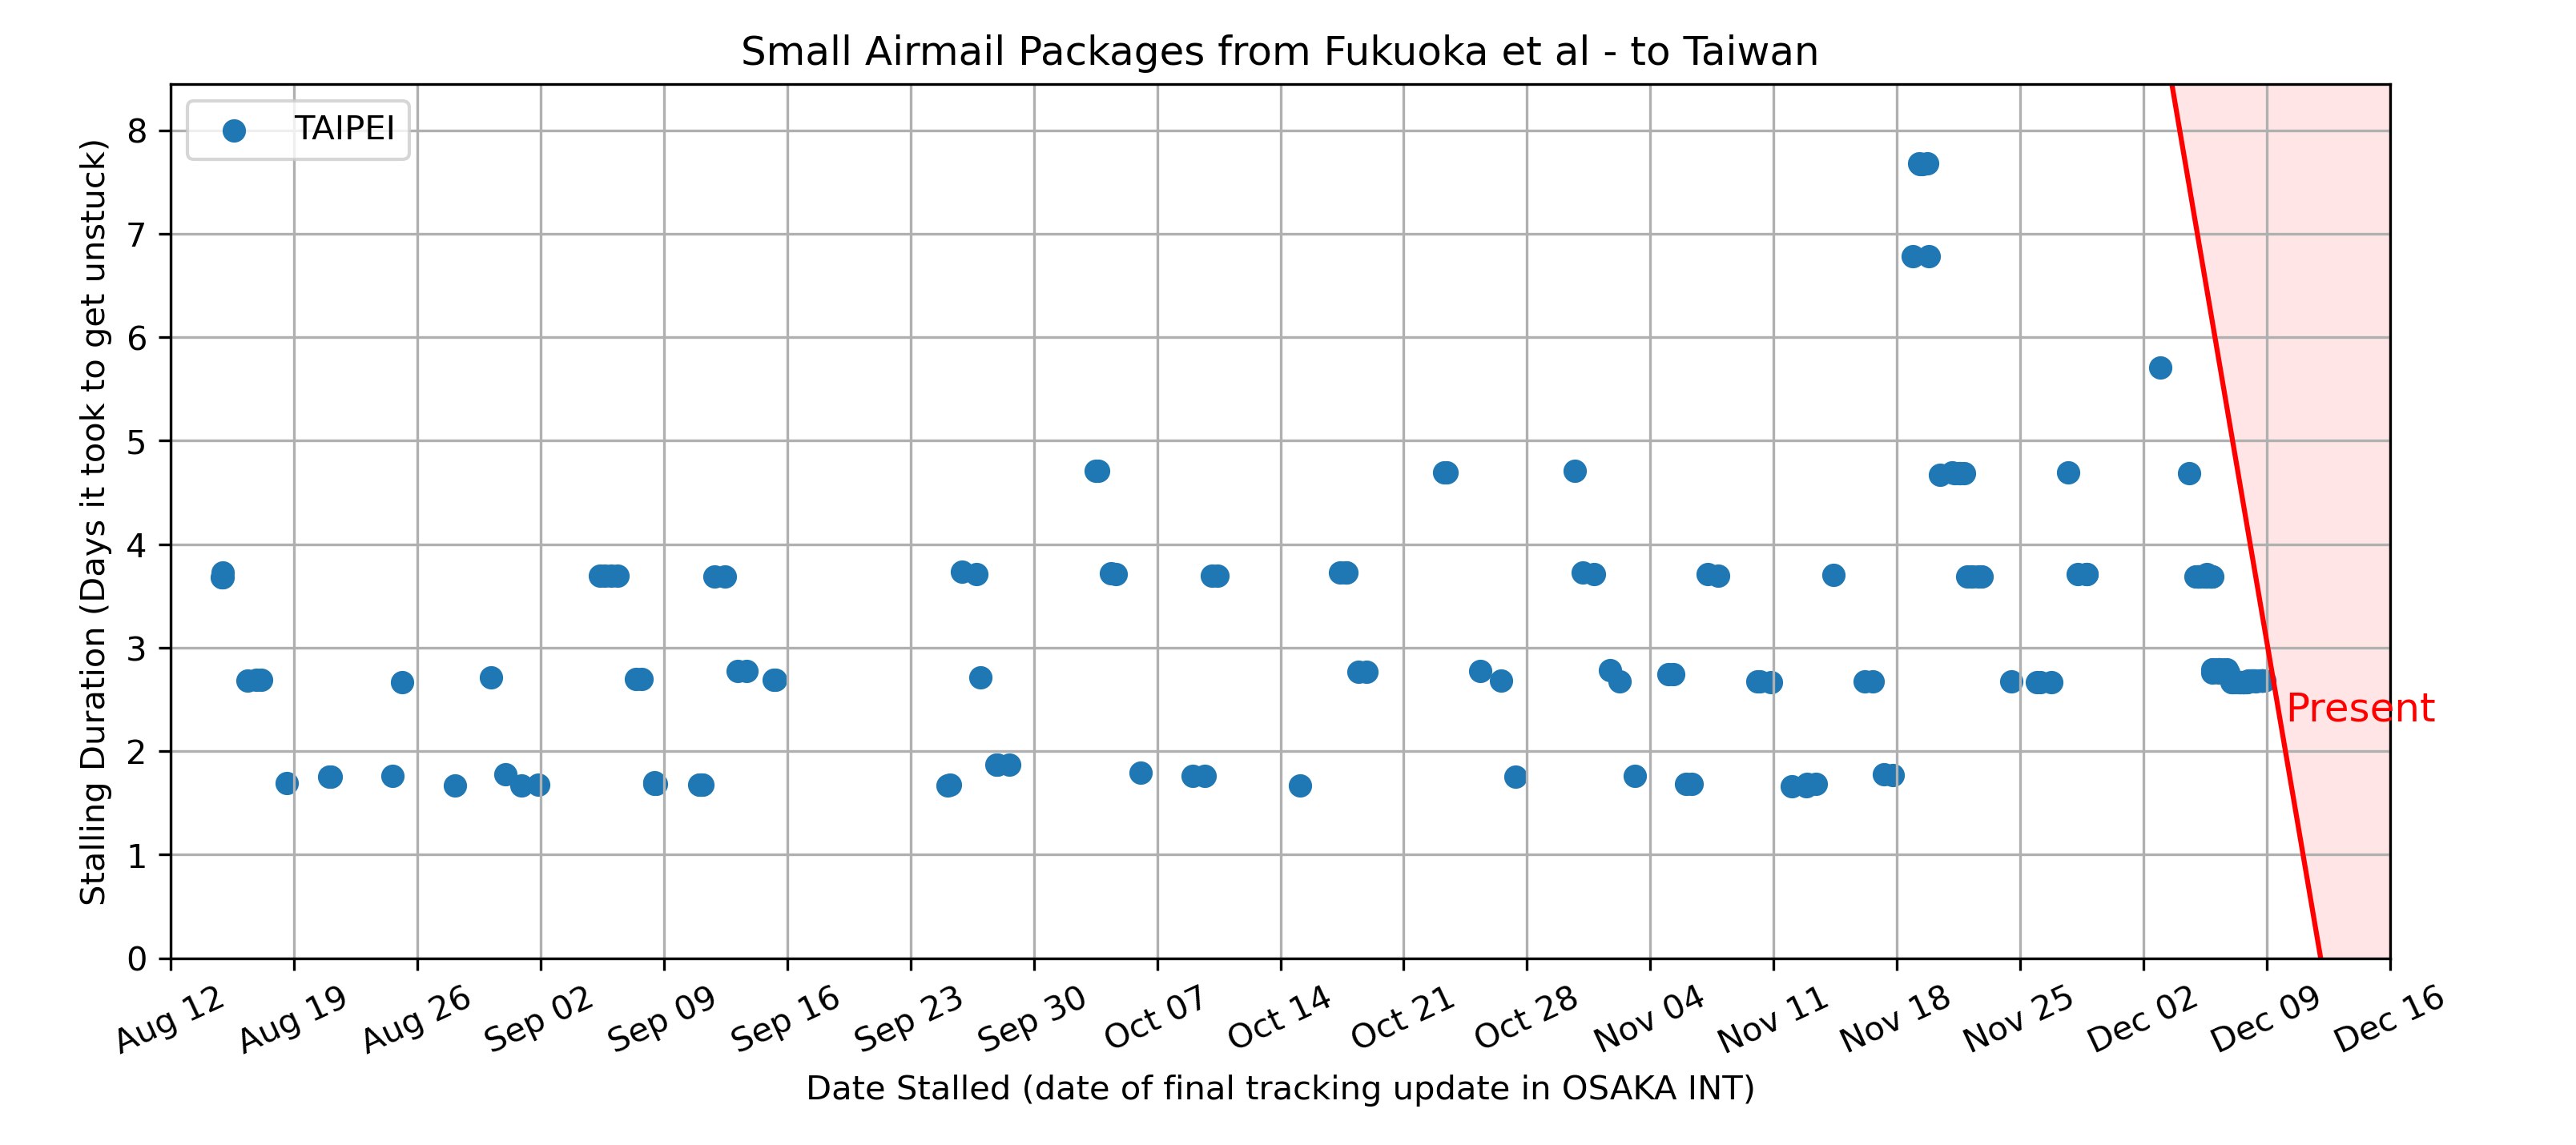 Small Airmail Packages from Fukuoka et al - to Taiwan
TAIPEI
Stalling Duration (Days it took to get unstuck)
8
7
6
5
4
3
2
1
0
Present
Aug 12
Aug 19
Aug 26
Sep 02
Sep 09
Sep 16
Sep 23
Sep 30
Oct 07
Oct 14
Oct 21
Oct 28
Nov 04
Nov 11
Nov 18
Nov 25
Dec 02
Dec 09
Dec 16
Date Stalled (date of final tracking update in OSAKA INT)